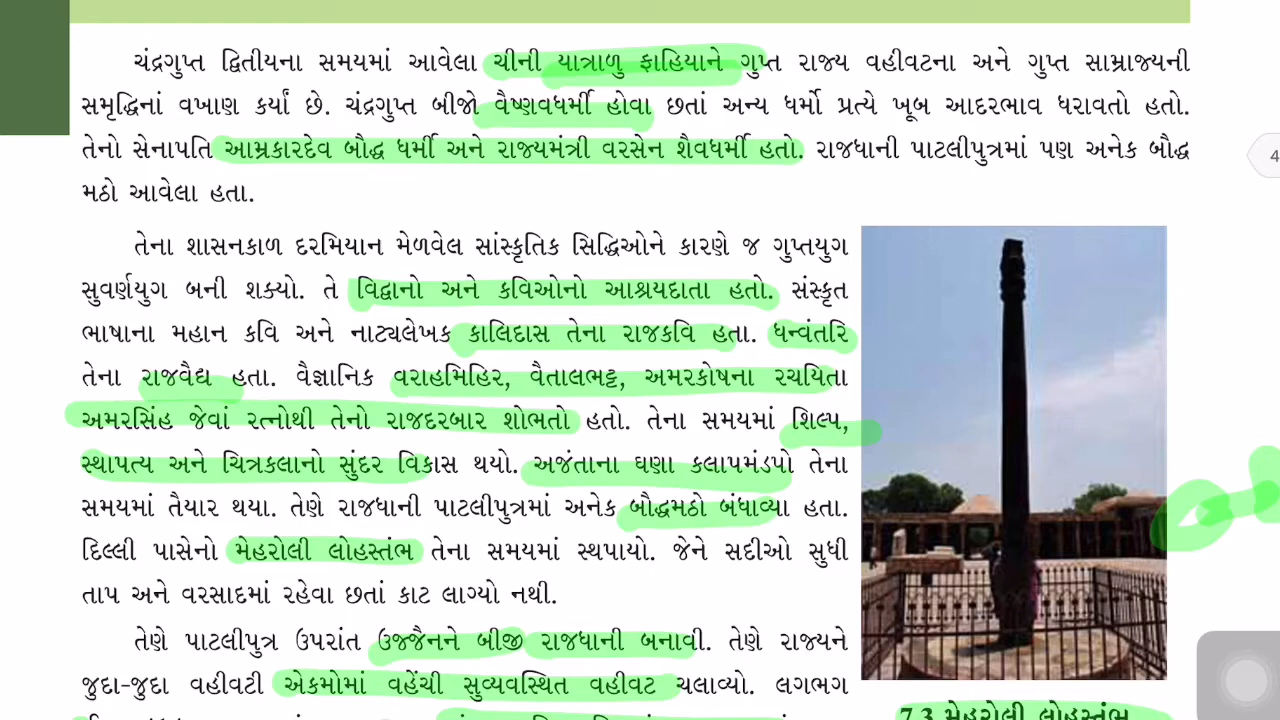 ચંદ્રગુપ્ત દ્વિતીયના સમયમાં આવેલા ચીની યાત્રાળુ ફાહિયાને ગુપ્ત રાજ્ય વહીવટના અને ગુપ્ત સામ્રાજ્યની
સમૃદ્ધિનાં વખાણ કર્યાં છે. ચંદ્રગુપ્ત બીજો વૈષ્ણવધર્મી હોવા છતાં અન્ય ધર્મો પ્રત્યે ખૂબ આદરભાવ ધરાવતો હતો.
તેનો સેનાપતિ આમ્રકારદેવ બૌદ્ધ ધર્મી અને રાજ્યમંત્રી વરસેન શૈવધર્મી હતો. રાજધાની પાટલીપુત્રમાં પણ અનેક બૌદ્ધ
મઠો આવેલા હતા.
તેના શાસનકાળ દરમિયાન મેળવેલ સાંસ્કૃતિક સિદ્ધિઓને કારણે જ ગુપ્તયુગ
સુવર્ણયુગ બની શક્યો. તે વિદ્વાનો અને કવિઓનો આશ્રયદાતા હતો. સંસ્કૃત
ભાષાના મહાન કવિ અને નાટ્યલેખક કાલિદાસ તેના રાજકવિ હતા. ધન્વંતરિ
તેના રાજવૈદ્ય હતા. વૈજ્ઞાનિક વરાહમિહિર, વૈતાલભટ્ટ, અમરકોષના રચયિતા
અમરસિંહ જેવાં રત્નોથી તેનો રાજદરબાર શોભતો હતો. તેના સમયમાં શિલ્પ,
સ્થાપત્ય અને ચિત્રકલાનો સુંદર વિકાસ થયો. અજંતાના ઘણા કલાપમંડપો તેના
સમયમાં તૈયાર થયા. તેણે રાજધાની પાટલીપુત્રમાં અનેક બૌદ્ધમઠો બંધાવ્યા હતા.
દિલ્લી પાસેનો મેહરોલી લોહસ્તંભ તેના સમયમાં સ્થપાયો. જેને સદીઓ સુધી
તાપ અને વરસાદમાં રહેવા છતાં કાટ લાગ્યો નથી.
તેણે પાટલીપુત્ર ઉપરાંત ઉજ્જૈનને બીજી રાજધાની બનાવી. તેણે રાજ્યને
જુદા-જુદા વહીવટી એકમોમાં વહેંચી સુવ્યવસ્થિત વહીવટ ચલાવ્યો. લગભગ
7.3 મેહરોલી લોહસ્તંભ
4